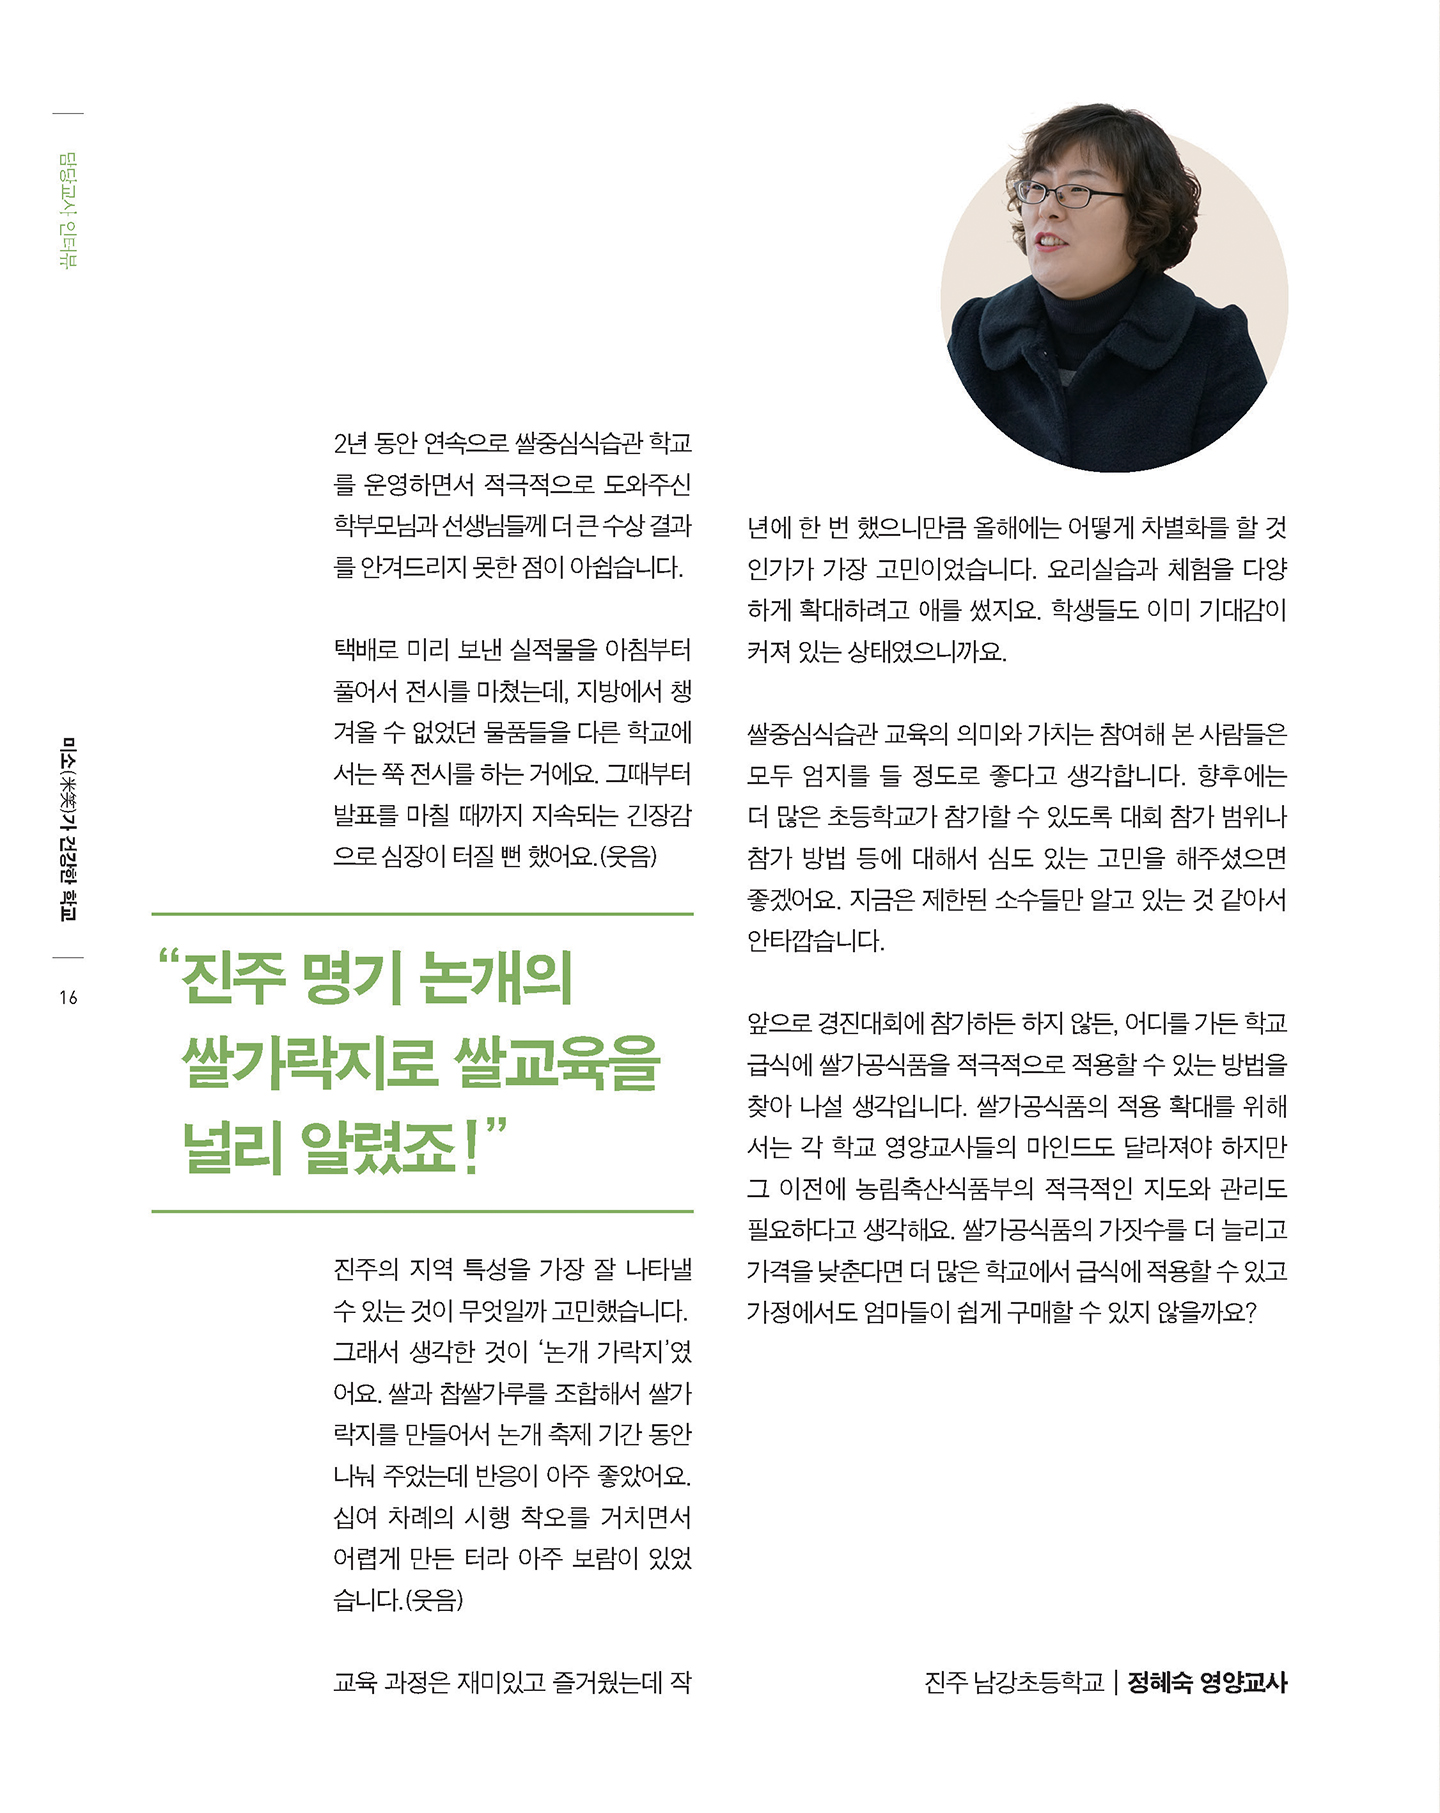 담당교사 인터뷰
미소(米笑)가 건강한 학교
16
2년 동안 연속으로 쌀중심식습관 학교
를 운영하면서 적극적으로 도와주신
학부모님과 선생님들께 더 큰 수상 결과
를 안겨드리지 못한 점이 아쉽습니다.
택배로 미리 보낸 실적물을 아침부터
풀어서 전시를 마쳤는데, 지방에서 챙
겨올 수 없었던 물품들을 다른 학교에
서는 쭉 전시를 하는 거에요. 그때부터
발표를 마칠 때까지 지속되는 긴장감
으로 심장이 터질 뻔 했어요.(웃음)
“진주 명기 논개의
쌀가락지로 쌀교육을
널리 알렸죠!”
진주의 지역 특성을 가장 잘 나타낼
수 있는 것이 무엇일까 고민했습니다.
그래서 생각한 것이 ‘논개 가락지’였
어요. 쌀과 찹쌀가루를 조합해서 쌀가
락지를 만들어서 논개 축제 기간 동안
나눠 주었는데 반응이 아주 좋았어요.
십여 차례의 시행 착오를 거치면서
어렵게 만든 터라 아주 보람이 있었
습니다.(웃음)
교육 과정은 재미있고 즐거웠는데 작
년에 한 번 했으니만큼 올해에는 어떻게 차별화를 할 것
인가가 가장 고민이었습니다. 요리실습과 체험을 다양
하게 확대하려고 애를 썼지요. 학생들도 이미 기대감이
커져 있는 상태였으니까요.
쌀중심식습관 교육의 의미와 가치는 참여해 본 사람들은
모두 엄지를 들 정도로 좋다고 생각합니다. 향후에는
더 많은 초등학교가 참가할 수 있도록 대회 참가 범위나
참가 방법 등에 대해서 심도 있는 고민을 해주셨으면
좋겠어요. 지금은 제한된 소수들만 알고 있는 것 같아서
안타깝습니다.
앞으로 경진대회에 참가하든 하지 않든, 어디를 가든 학교
급식에 쌀가공식품을 적극적으로 적용할 수 있는 방법을
찾아 나설 생각입니다. 쌀가공식품의 적용 확대를 위해
서는 각 학교 영양교사들의 마인드도 달라져야 하지만
그 이전에 농림축산식품부의 적극적인 지도와 관리도
필요하다고 생각해요. 쌀가공식품의 가짓수를 더 늘리고
가격을 낮춘다면 더 많은 학교에서 급식에 적용할 수 있고
가정에서도 엄마들이 쉽게 구매할 수 있지 않을까요?
진주 남강초등학교 | 정혜숙 영양교사